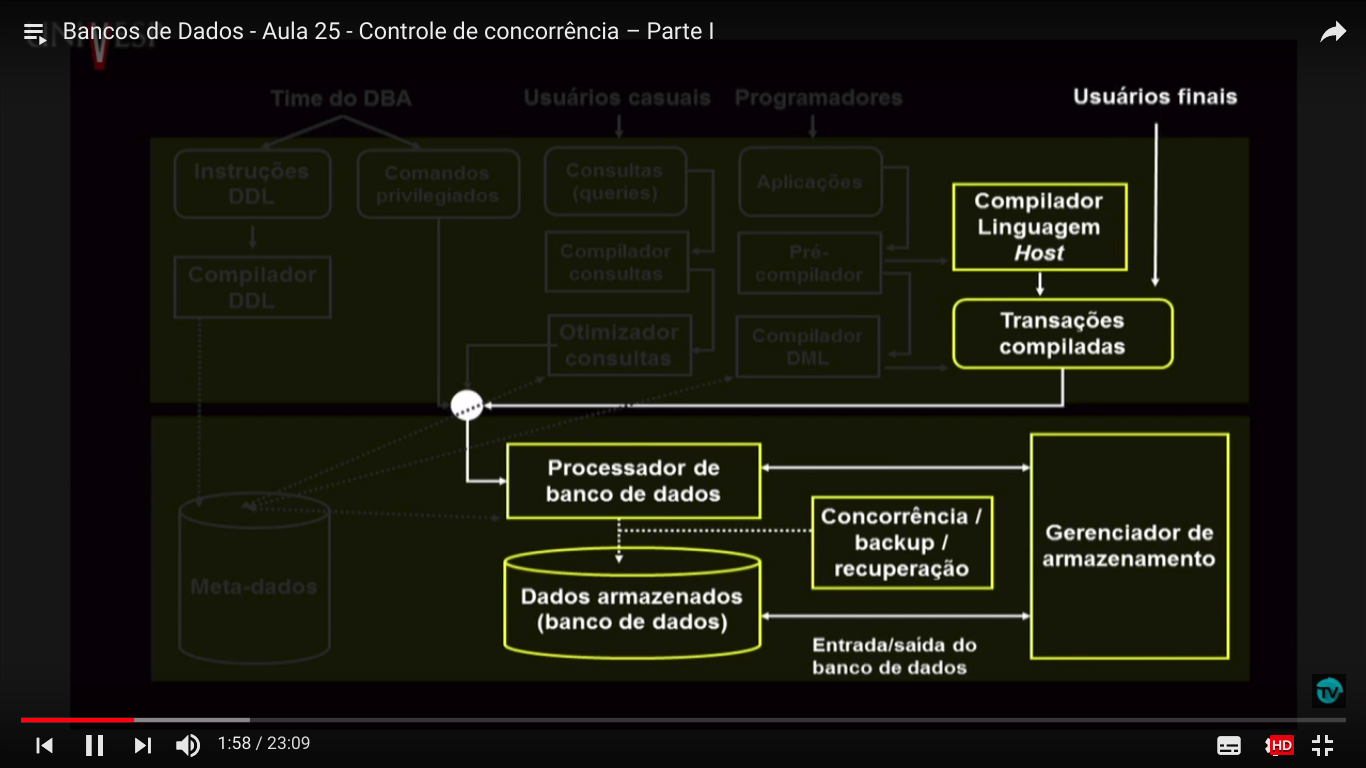 Bancos de Dados - Aula 25 - Controle de concorrência – Parte I
UNIVESP
Time do DBA
Usuários casuais
Programadores
Usuários finais
Instruções
DDL
Comandos
privilegiados
Consultas
(queries)
Aplicações
Compilador
Linguagem
Host
Compilador
DDL
Compilador
consultas
Pré-
compilador
Otimizador
consultas
Compilador
DML
Transações
compiladas
Processador de
banco de dados
Concorrência /
backup /
recuperação
Gerenciador de
armazenamento
Meta-dados
Dados armazenados
(banco de dados)
Entrada/saída do
banco de dados
TV
1:58 / 23:09
HD